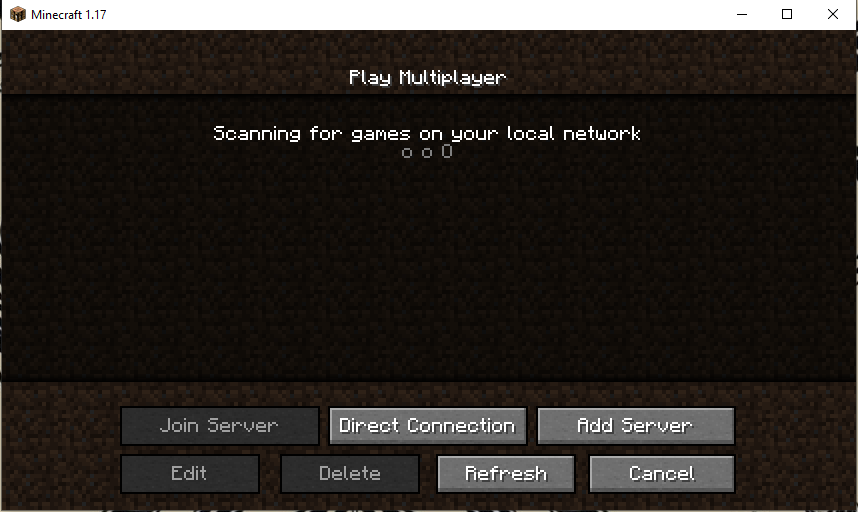 Minecraft 1.17
Play Multiplayer
Scanning for games on your local network
o o O
Join Server Direct Connection Add Server
Edit Delete Refresh Cancel